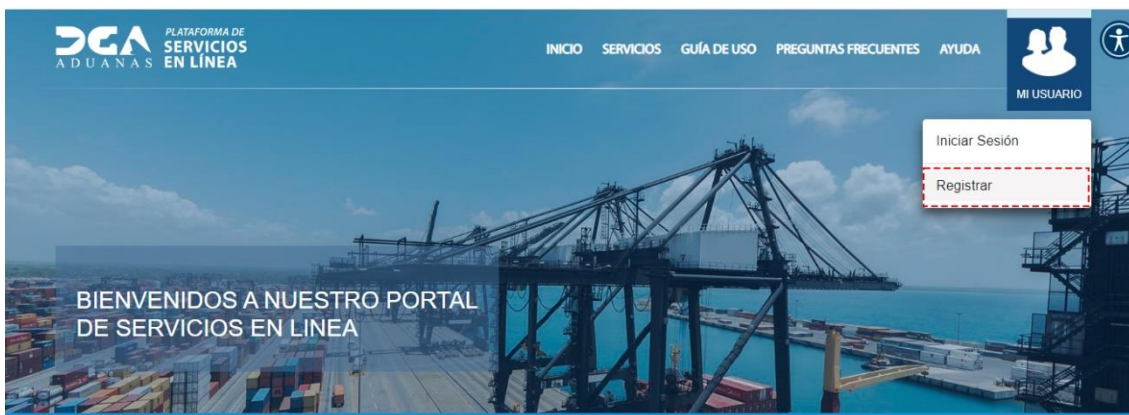 DGA
ADUANAS
PLATAFORMA DE
SERVICIOS
EN LÍNEA
INICIO SERVICIOS GUÍA DE USO PREGUNTAS FRECUENTES AYUDA
MI USUARIO
Iniciar Sesión
Registrar
BIENVENIDOS A NUESTRO PORTAL
DE SERVICIOS EN LINEA